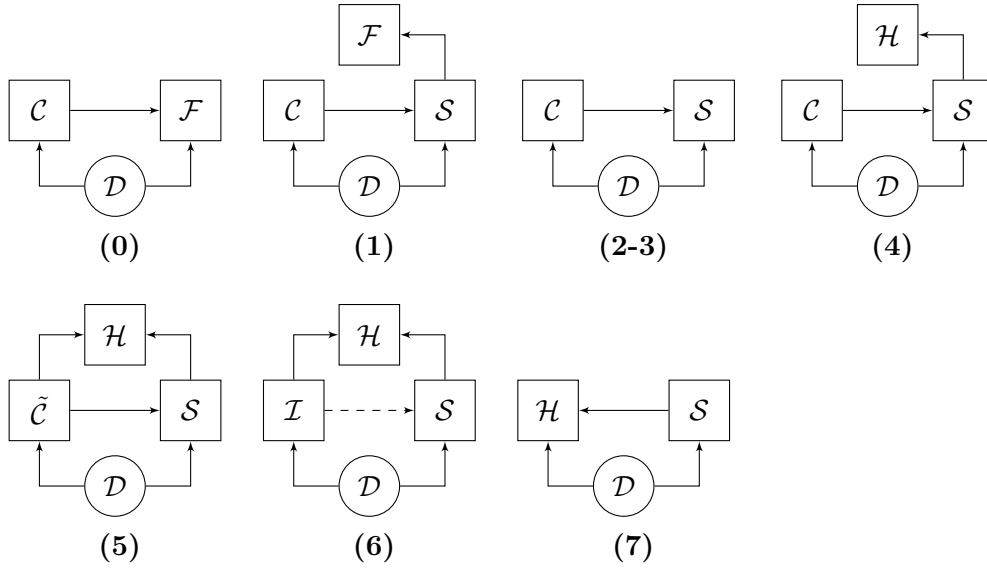 𝓕 𝓗
𝓒 𝓕 𝓒 𝓢 𝓒 𝓢 𝓒 𝓢
𝓓 𝓓 𝓓 𝓓
(0) (1) (2-3) (4)
𝓗 𝓗
𝓒̃ 𝓢 𝓘 𝓢 𝓗 𝓢
𝓓 𝓓 𝓓
(5) (6) (7)